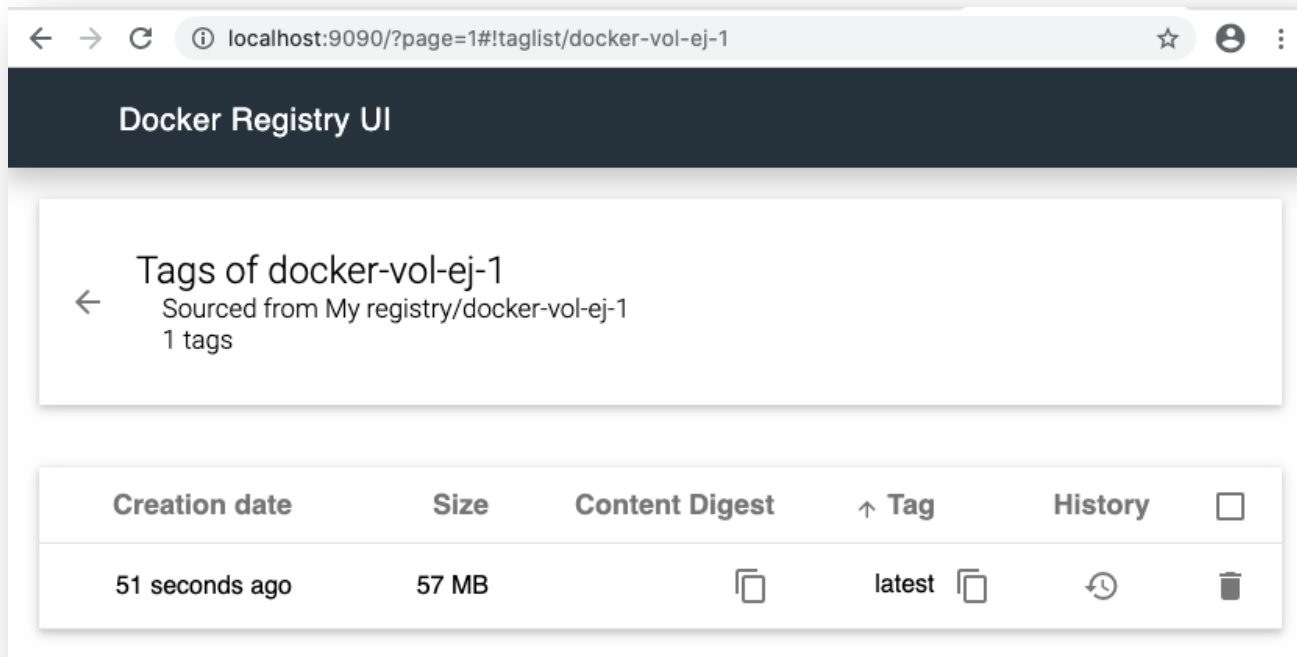 localhost:9090/?page=1#!taglist/docker-vol-ej-1
Docker Registry UI
Tags of docker-vol-ej-1
Sourced from My registry/docker-vol-ej-1
1 tags
Creation date Size Content Digest Tag History
51 seconds ago 57 MB latest